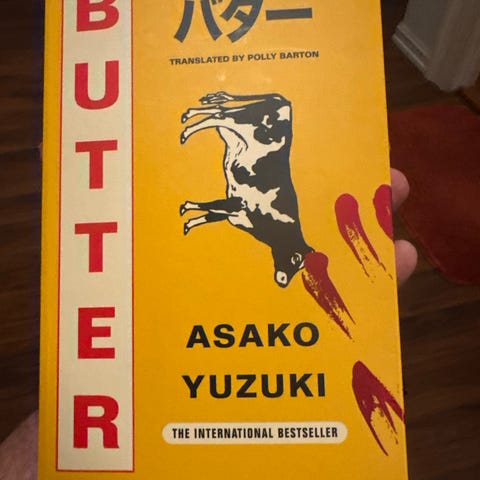 BUTTER
バター
TRANSLATED BY POLLY BARTON
ASAKO
YUZUKI
THE INTERNATIONAL BESTSELLER